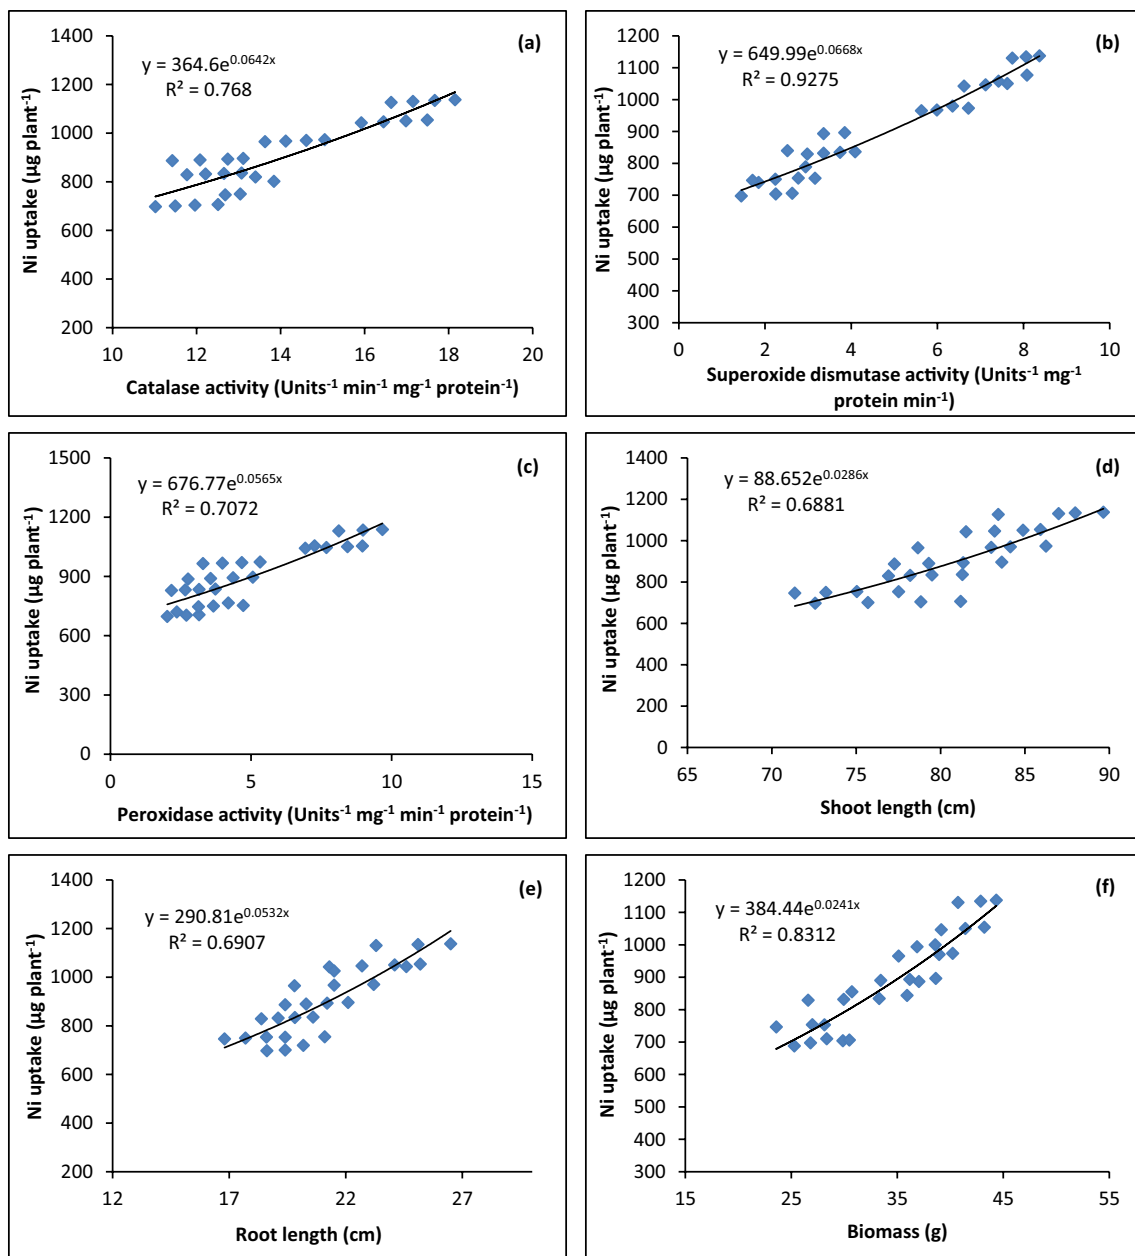 (a)
y = 364.6e^0.0642x
R² = 0.768
Ni uptake (µg plant⁻¹)
1400
1200
1000
800
600
400
200
10
12
14
16
18
20
Catalase activity (Units⁻¹ min⁻¹ mg⁻¹ protein⁻¹)
(b)
y = 649.99e^0.0668x
R² = 0.9275
Ni uptake (µg plant⁻¹)
1200
1100
1000
900
800
700
600
500
400
300
0
2
4
6
8
10
Superoxide dismutase activity (Units⁻¹ mg⁻¹
protein min⁻¹)
(c)
y = 676.77e^0.0565x
R² = 0.7072
Ni uptake (µg plant⁻¹)
1500
1200
900
600
300
0
0
5
10
15
Peroxidase activity (Units⁻¹ mg⁻¹ min⁻¹ protein⁻¹)
(d)
y = 88.652e^0.0286x
R² = 0.6881
Ni uptake (µg plant⁻¹)
1400
1200
1000
800
600
400
200
0
65
70
75
80
85
90
Shoot length (cm)
(e)
y = 290.81e^0.0532x
R² = 0.6907
Ni uptake (µg plant⁻¹)
1400
1200
1000
800
600
400
200
12
17
22
27
Root length (cm)
(f)
y = 384.44e^0.0241x
R² = 0.8312
Ni uptake (µg plant⁻¹)
1200
1100
1000
900
800
700
600
500
400
300
15
25
35
45
55
Biomass (g)